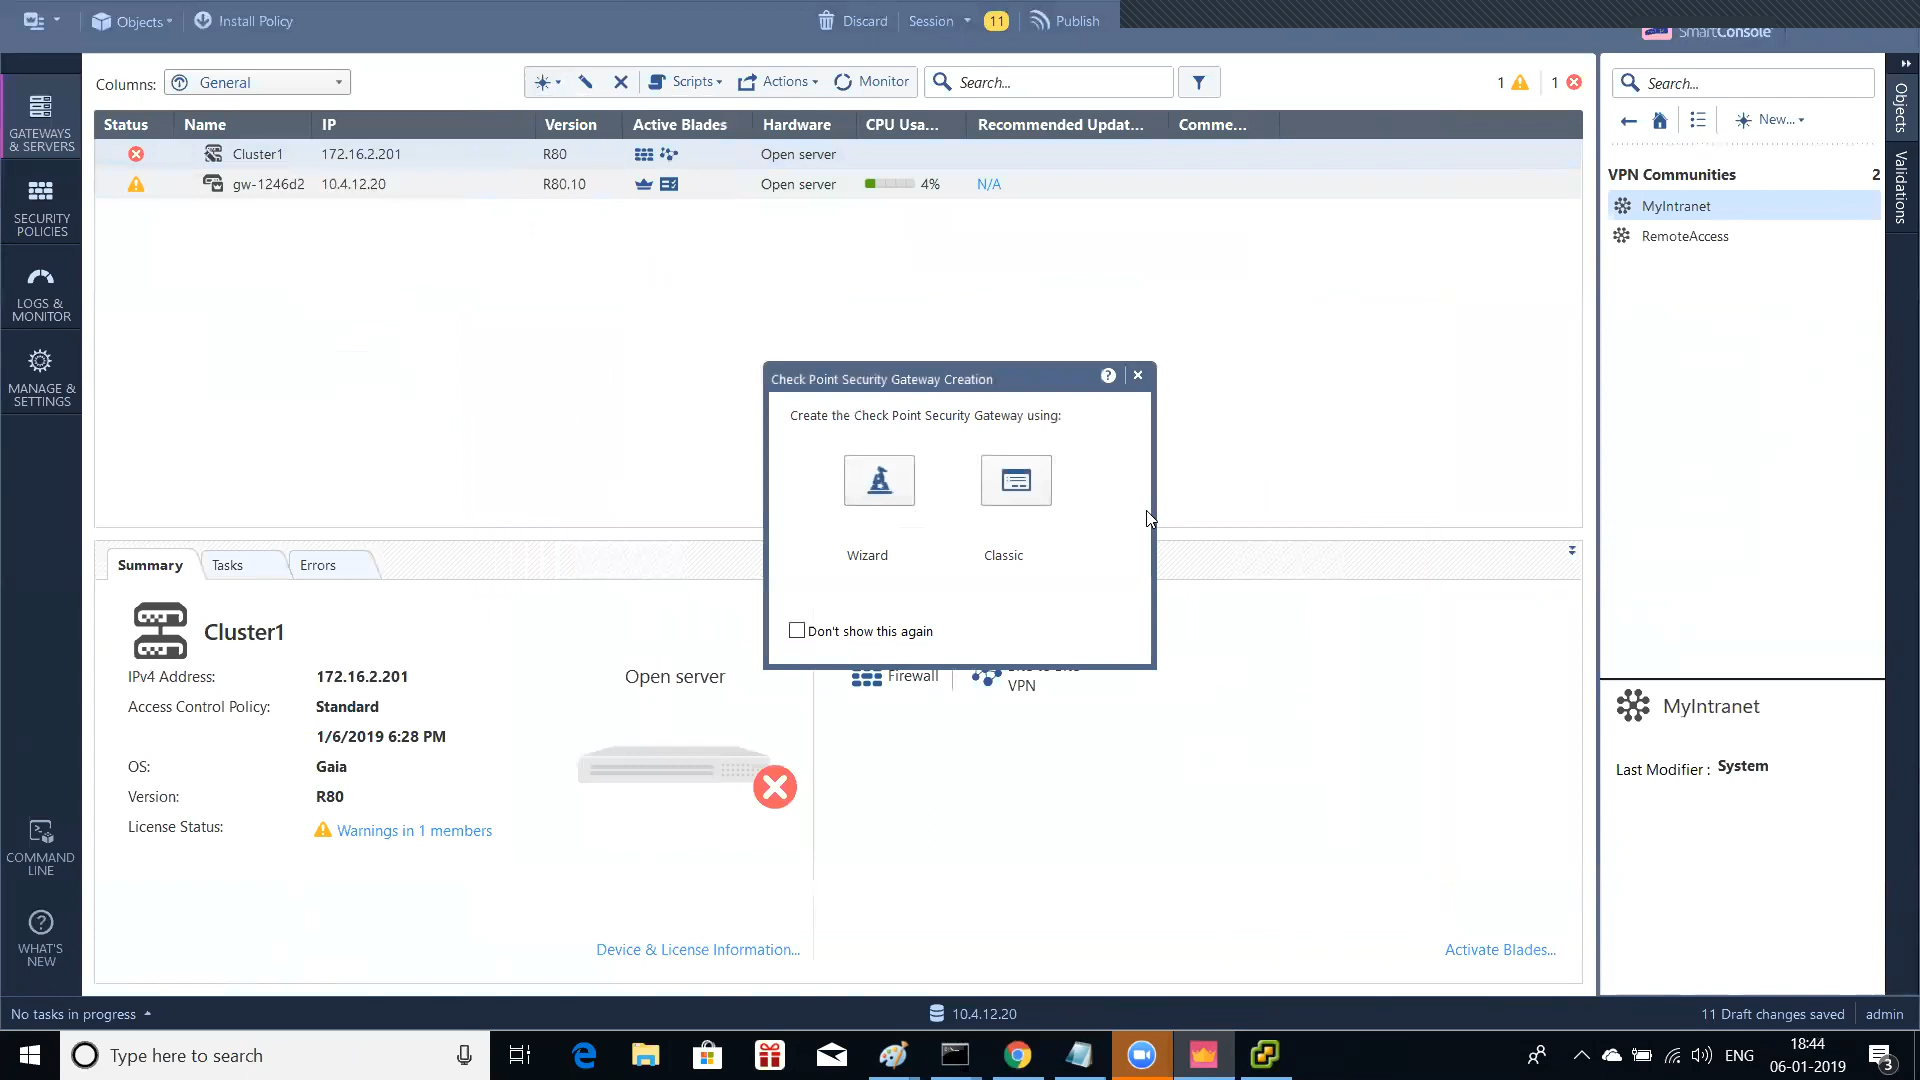 Objects
Install Policy
Discard
Session
11
Publish
SmartConsole
Columns:
General
Scripts
Actions
Monitor
Search...
1
1
Search...
New...
GATEWAYS
& SERVERS
SECURITY
POLICIES
LOGS &
MONITOR
MANAGE &
SETTINGS
COMMAND
LINE
WHAT'S
NEW
Status Name IP Version Active Blades Hardware CPU Usa... Recommended Updat... Comme...
Cluster1 172.16.2.201 R80 Open server
gw-1246d2 10.4.12.20 R80.10 Open server 4% N/A
VPN Communities 2
MyIntranet
RemoteAccess
Objects
Validations
Check Point Security Gateway Creation
Create the Check Point Security Gateway using:
Wizard
Classic
Don't show this again
Summary
Tasks
Errors
Cluster1
IPv4 Address: 172.16.2.201
Access Control Policy: Standard
1/6/2019 6:28 PM
OS: Gaia
Version: R80
License Status: Warnings in 1 members
Open server
Firewall
VPN
Device & License Information...
Activate Blades...
MyIntranet
Last Modifier : System
No tasks in progress
10.4.12.20
11 Draft changes saved
admin
Type here to search
ENG
18:44
06-01-2019
3